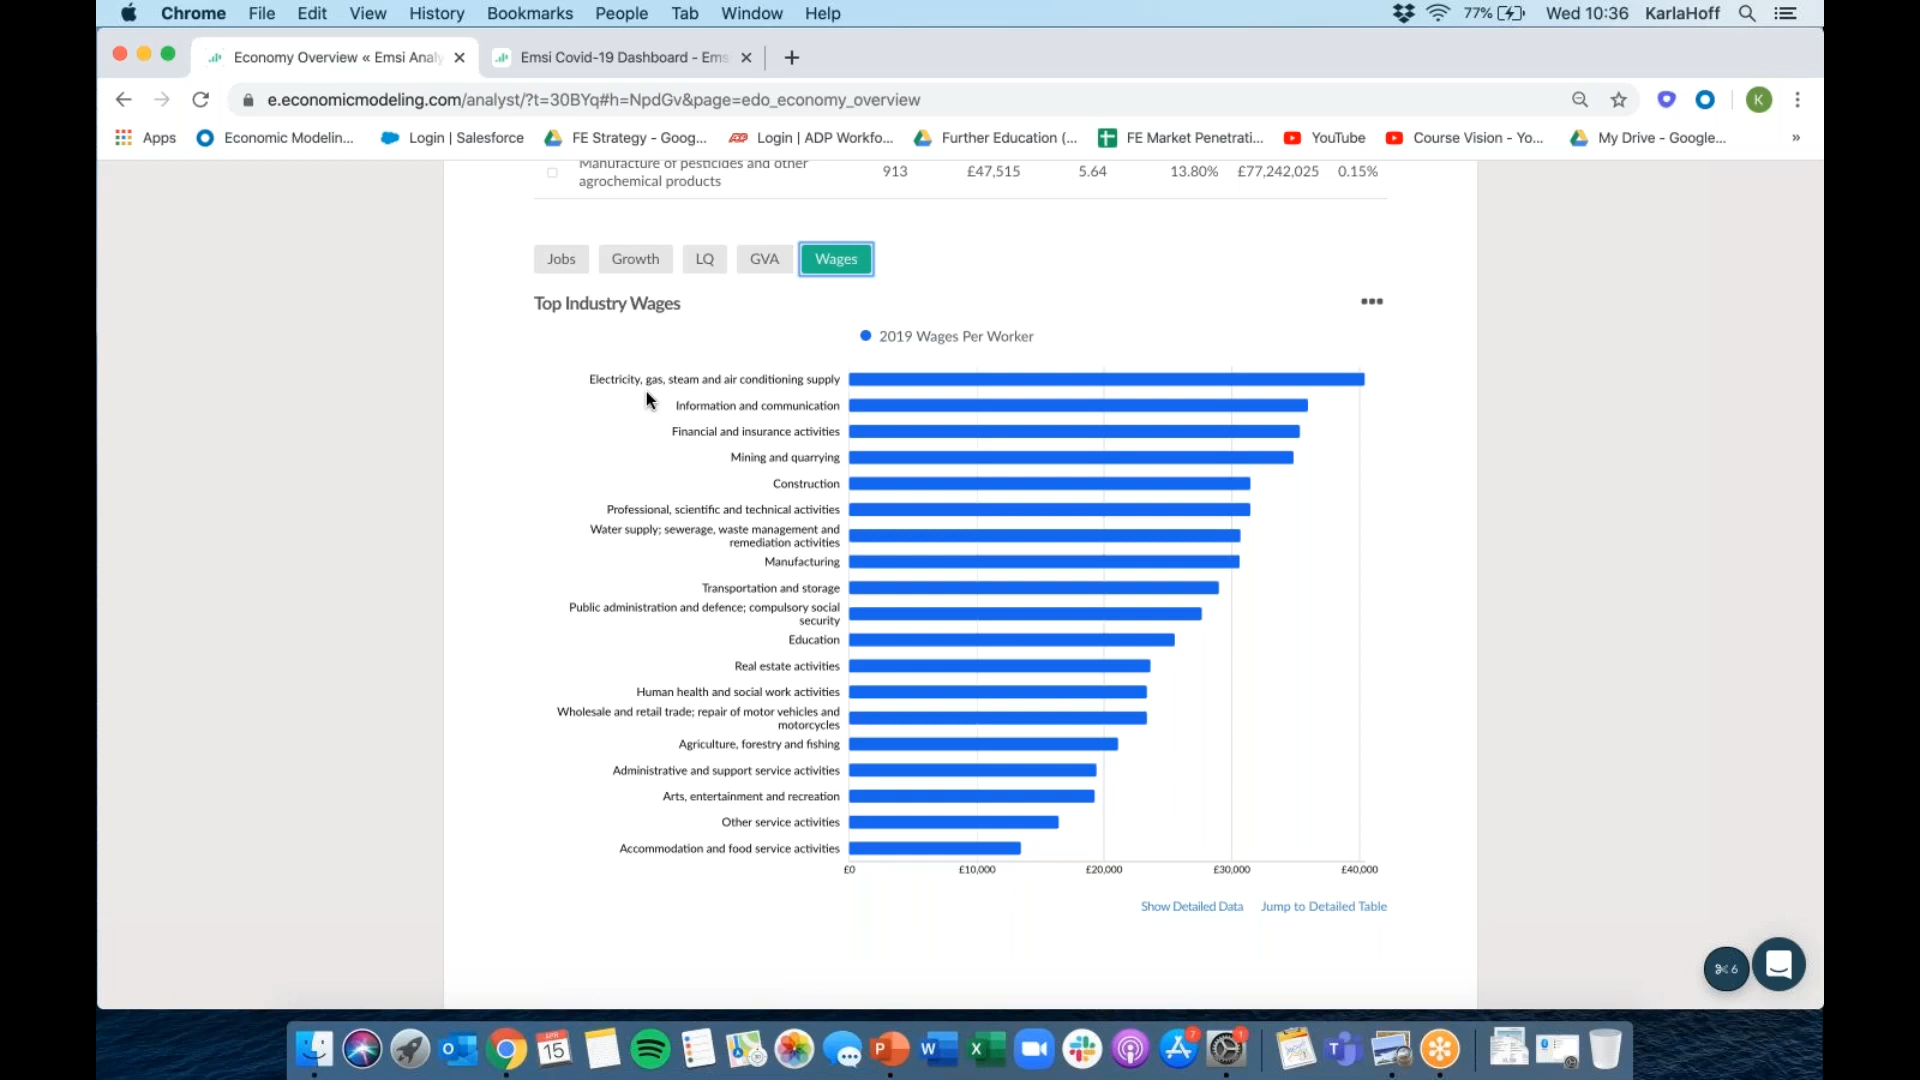 Chrome File Edit View History Bookmarks People Tab Window Help 77% Wed 10:36 KarlaHoff
Economy Overview « Emsi Analy Emsi Covid-19 Dashboard - Ems
e.economicmodeling.com/analyst/?t=30BYq#h=NpdGv&page=edo_economy_overview K
Apps Economic Modelin... Login | Salesforce FE Strategy - Goog... Login | ADP Workfo... Further Education (... FE Market Penetrati... YouTube Course Vision - Yo... My Drive - Google... »
Manufacture of pesticides and other
agrochemical products 913 £47,515 5.64 13.80% £77,242,025 0.15%
Jobs Growth LQ GVA Wages
Top Industry Wages
2019 Wages Per Worker
Electricity, gas, steam and air conditioning supply
Information and communication
Financial and insurance activities
Mining and quarrying
Construction
Professional, scientific and technical activities
Water supply; sewerage, waste management and
remediation activities
Manufacturing
Transportation and storage
Public administration and defence; compulsory social
security
Education
Real estate activities
Human health and social work activities
Wholesale and retail trade; repair of motor vehicles and
motorcycles
Agriculture, forestry and fishing
Administrative and support service activities
Arts, entertainment and recreation
Other service activities
Accommodation and food service activities
£0 £10,000 £20,000 £30,000 £40,000
Show Detailed Data Jump to Detailed Table
6
APR
15
7
1